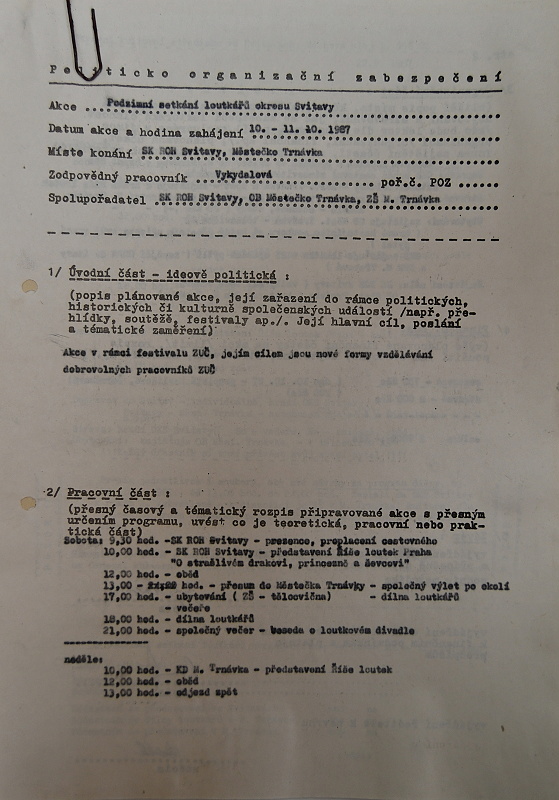 Politicko organizační zabezpečení
Akce ... Podzimní setkání loutkářů okresu Svitavy
Datum akce a hodina zahájení 10. - 11. 10. 1987
Místo konání SK ROH Svitavy, Městečko Trnávka
Zodpovědný pracovník ... Vykydalová ... poř.č. POZ ......
Spolupořadatel SK ROH Svitavy, OB Městečko Trnávka, ZŠ M. Trnávka
1/ Úvodní část - ideově politická :
(popis plánované akce, její zařazení do rámce politických,
historických či kulturně společenských událostí /např. pře-
hlídky, soutěžě, festivaly ap./. Její hlavní cíl, poslání
a tématické zaměření)
Akce v rámci festivalu ZUČ, jejím cílem jsou nové formy vzdělávání
dobrovolných pracovníků ZUČ
2/ Pracovní část :
(přesný časový a tématický rozpis připravované akce s přesným
určením programu, uvést co je teoretická, pracovní nebo prak-
tická část)
Sobota: 9,30 hod. -SK ROH Svitavy - presence, proplacení cestovného
10,00 hod. - SK ROH Svitavy - představení Říše loutek Praha
"O strašlivém drakovi, princezně a ševcovi"
12,00 hod. - oběd
13,00 - hod. - přesun do Městečka Trnávky - společný výlet po okolí
17,00 hod. - ubytování ( ZŠ - tělocvična) - dílna loutkářů
- večeře
18,00 hod. - dílna loutkářů
21,00 hod. - společný večer - beseda o loutkovém divadle
neděle:
10,00 hod. - KD M. Trnávka - představení Říše loutek
12,00 hod. - oběd
13,00 hod. - odjezd zpět